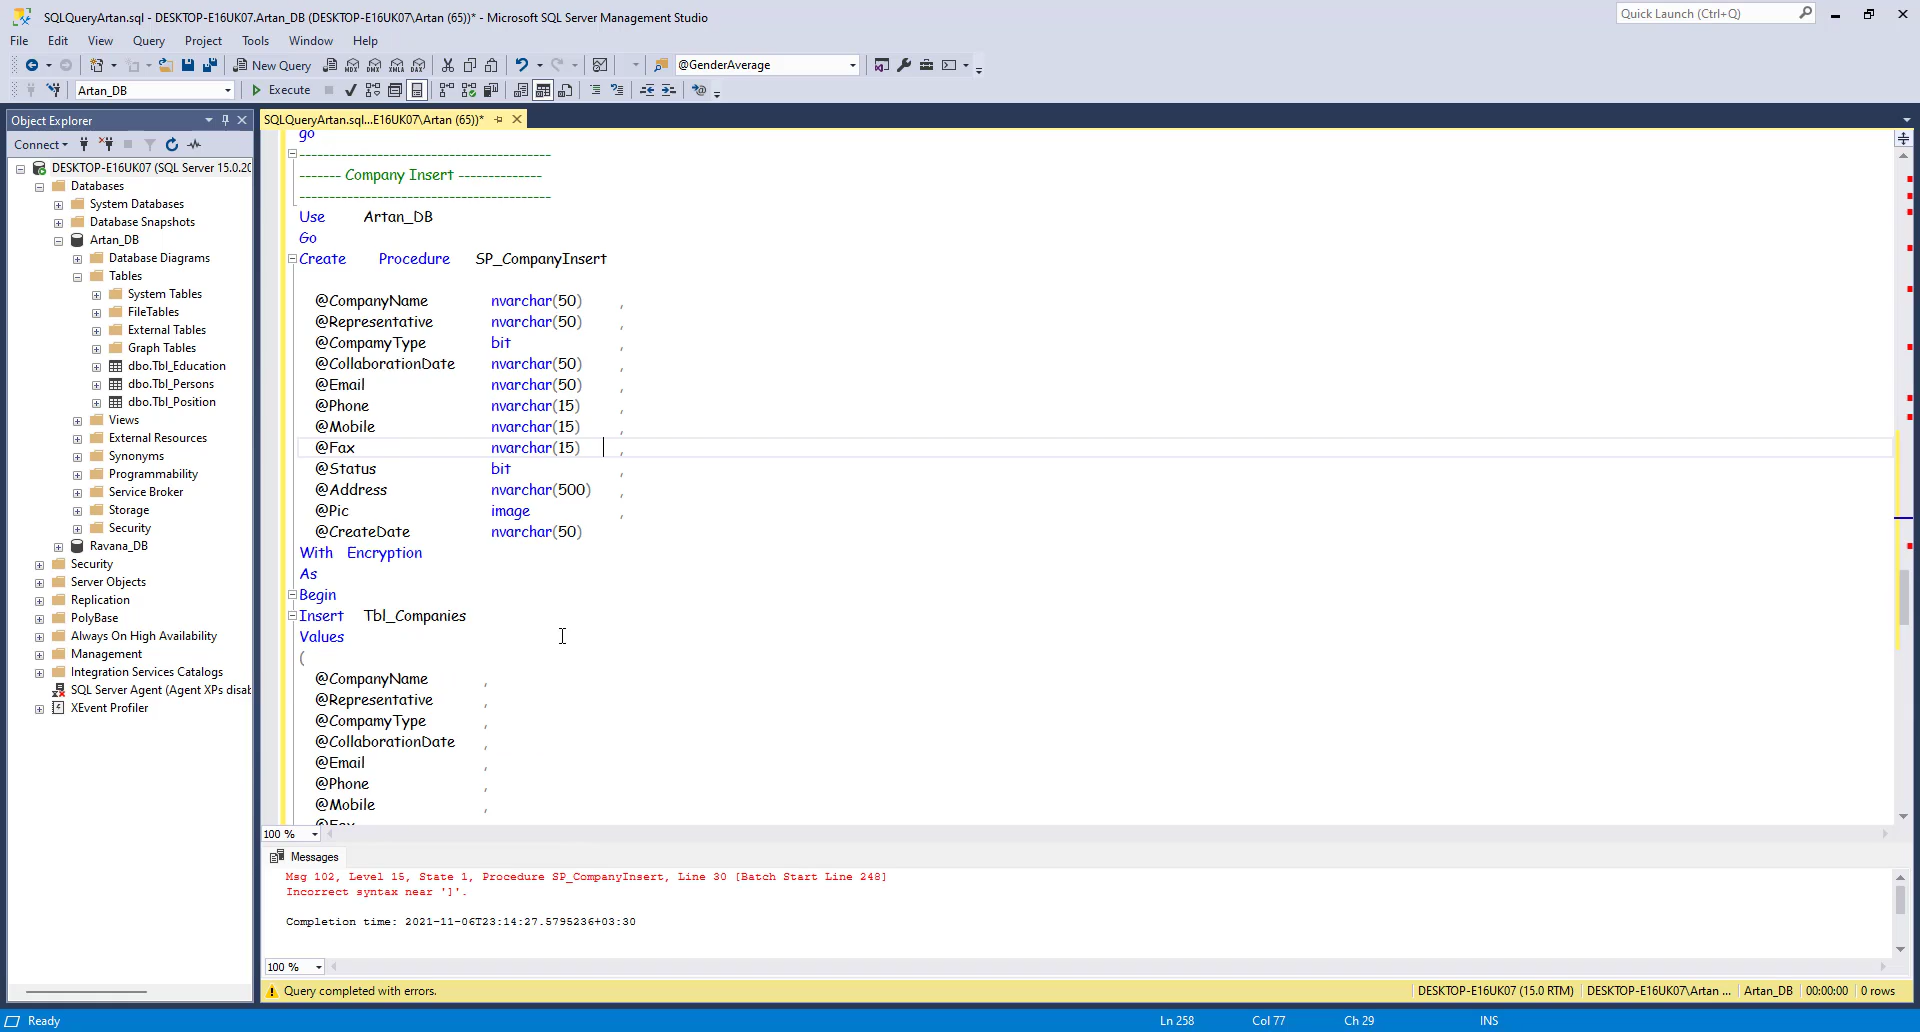 SQLQueryArtan.sql - DESKTOP-E16UK07.Artan_DB (DESKTOP-E16UK07\Artan (65))* - Microsoft SQL Server Management Studio
Quick Launch (Ctrl+Q)
File Edit View Query Project Tools Window Help
New Query
MDX DMX XMLA DAX
@GenderAverage
Artan_DB
Execute
Object Explorer
SQLQueryArtan.sql...E16UK07\Artan (65))*
Connect
DESKTOP-E16UK07 (SQL Server 15.0.20
Databases
System Databases
Database Snapshots
Artan_DB
Database Diagrams
Tables
System Tables
FileTables
External Tables
Graph Tables
dbo.Tbl_Education
dbo.Tbl_Persons
dbo.Tbl_Position
Views
External Resources
Synonyms
Programmability
Service Broker
Storage
Security
Ravana_DB
Security
Server Objects
Replication
PolyBase
Always On High Availability
Management
Integration Services Catalogs
SQL Server Agent (Agent XPs disab
XEvent Profiler
go
------------------------------------------
------- Company Insert --------------
------------------------------------------
Use Artan_DB
Go
Create Procedure SP_CompanyInsert
@CompanyName nvarchar(50) ,
@Representative nvarchar(50) ,
@CompamyType bit ,
@CollaborationDate nvarchar(50) ,
@Email nvarchar(50) ,
@Phone nvarchar(15) ,
@Mobile nvarchar(15) ,
@Fax nvarchar(15) ,
@Status bit ,
@Address nvarchar(500) ,
@Pic image ,
@CreateDate nvarchar(50)
With Encryption
As
Begin
Insert Tbl_Companies
Values
(
@CompanyName ,
@Representative ,
@CompamyType ,
@CollaborationDate ,
@Email ,
@Phone ,
@Mobile ,
@Fax
100 %
Messages
Msg 102, Level 15, State 1, Procedure SP_CompanyInsert, Line 30 [Batch Start Line 248]
Incorrect syntax near ']'.
Completion time: 2021-11-06T23:14:27.5795236+03:30
100 %
Query completed with errors.
DESKTOP-E16UK07 (15.0 RTM) DESKTOP-E16UK07\Artan ... Artan_DB 00:00:00 0 rows
Ready
Ln 258 Col 77 Ch 29 INS